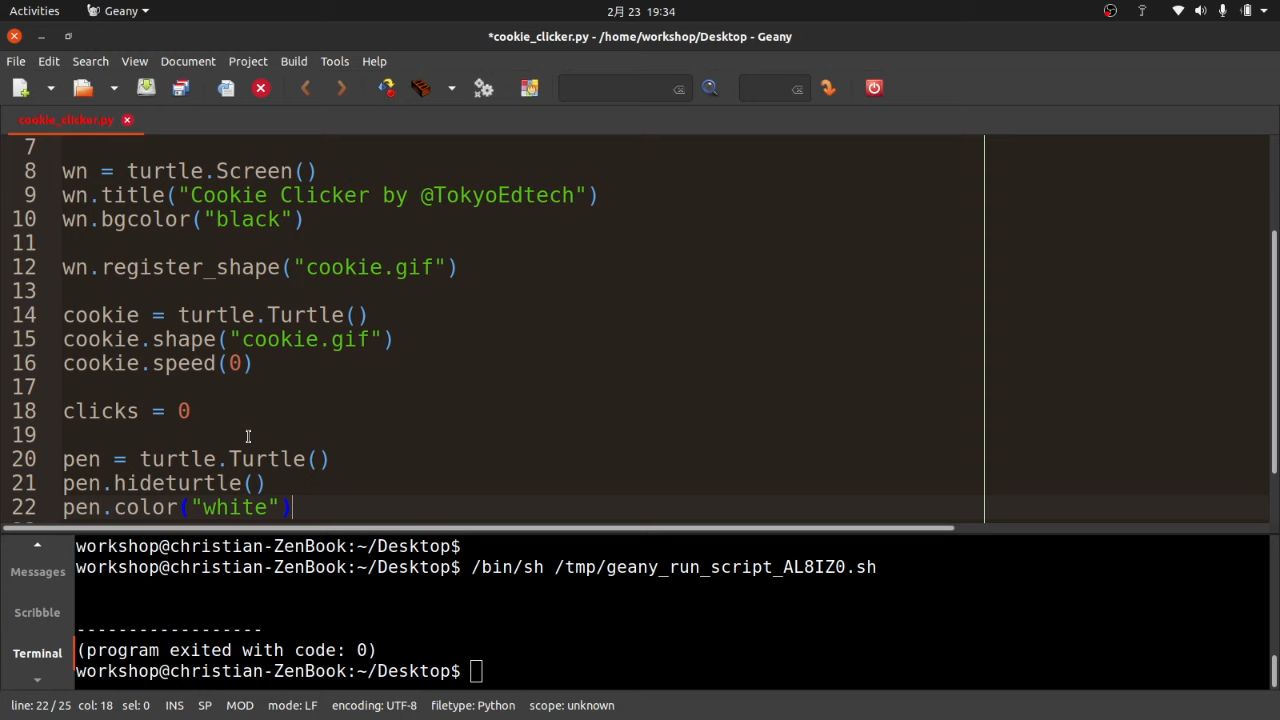 Activities Geany 2月 23 19:34
*cookie_clicker.py - /home/workshop/Desktop - Geany
File Edit Search View Document Project Build Tools Help
cookie_clicker.py
7
8 wn = turtle.Screen()
9 wn.title("Cookie Clicker by @TokyoEdtech")
10 wn.bgcolor("black")
11
12 wn.register_shape("cookie.gif")
13
14 cookie = turtle.Turtle()
15 cookie.shape("cookie.gif")
16 cookie.speed(0)
17
18 clicks = 0
19
20 pen = turtle.Turtle()
21 pen.hideturtle()
22 pen.color("white")
workshop@christian-ZenBook:~/Desktop$
workshop@christian-ZenBook:~/Desktop$ /bin/sh /tmp/geany_run_script_AL8IZ0.sh
Messages
Scribble
------------------
Terminal
(program exited with code: 0)
workshop@christian-ZenBook:~/Desktop$
line: 22 / 25 col: 18 sel: 0 INS SP MOD mode: LF encoding: UTF-8 filetype: Python scope: unknown